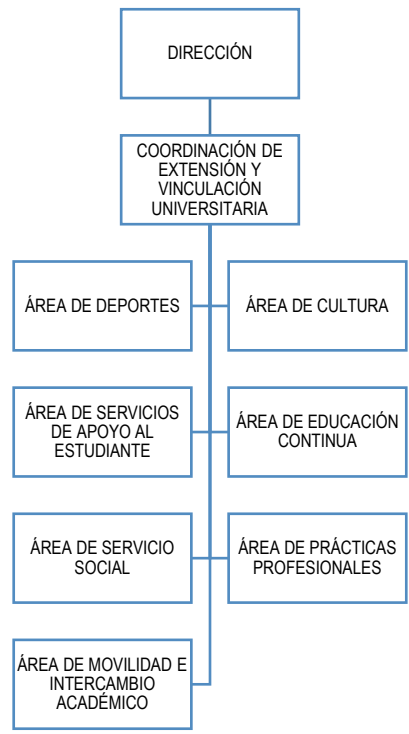 DIRECCIÓN
COORDINACIÓN DE
EXTENSIÓN Y
VINCULACIÓN
UNIVERSITARIA
ÁREA DE DEPORTES
ÁREA DE CULTURA
ÁREA DE SERVICIOS
DE APOYO AL
ESTUDIANTE
ÁREA DE EDUCACIÓN
CONTINUA
ÁREA DE SERVICIO
SOCIAL
ÁREA DE PRÁCTICAS
PROFESIONALES
ÁREA DE MOVILIDAD E
INTERCAMBIO
ACADÉMICO